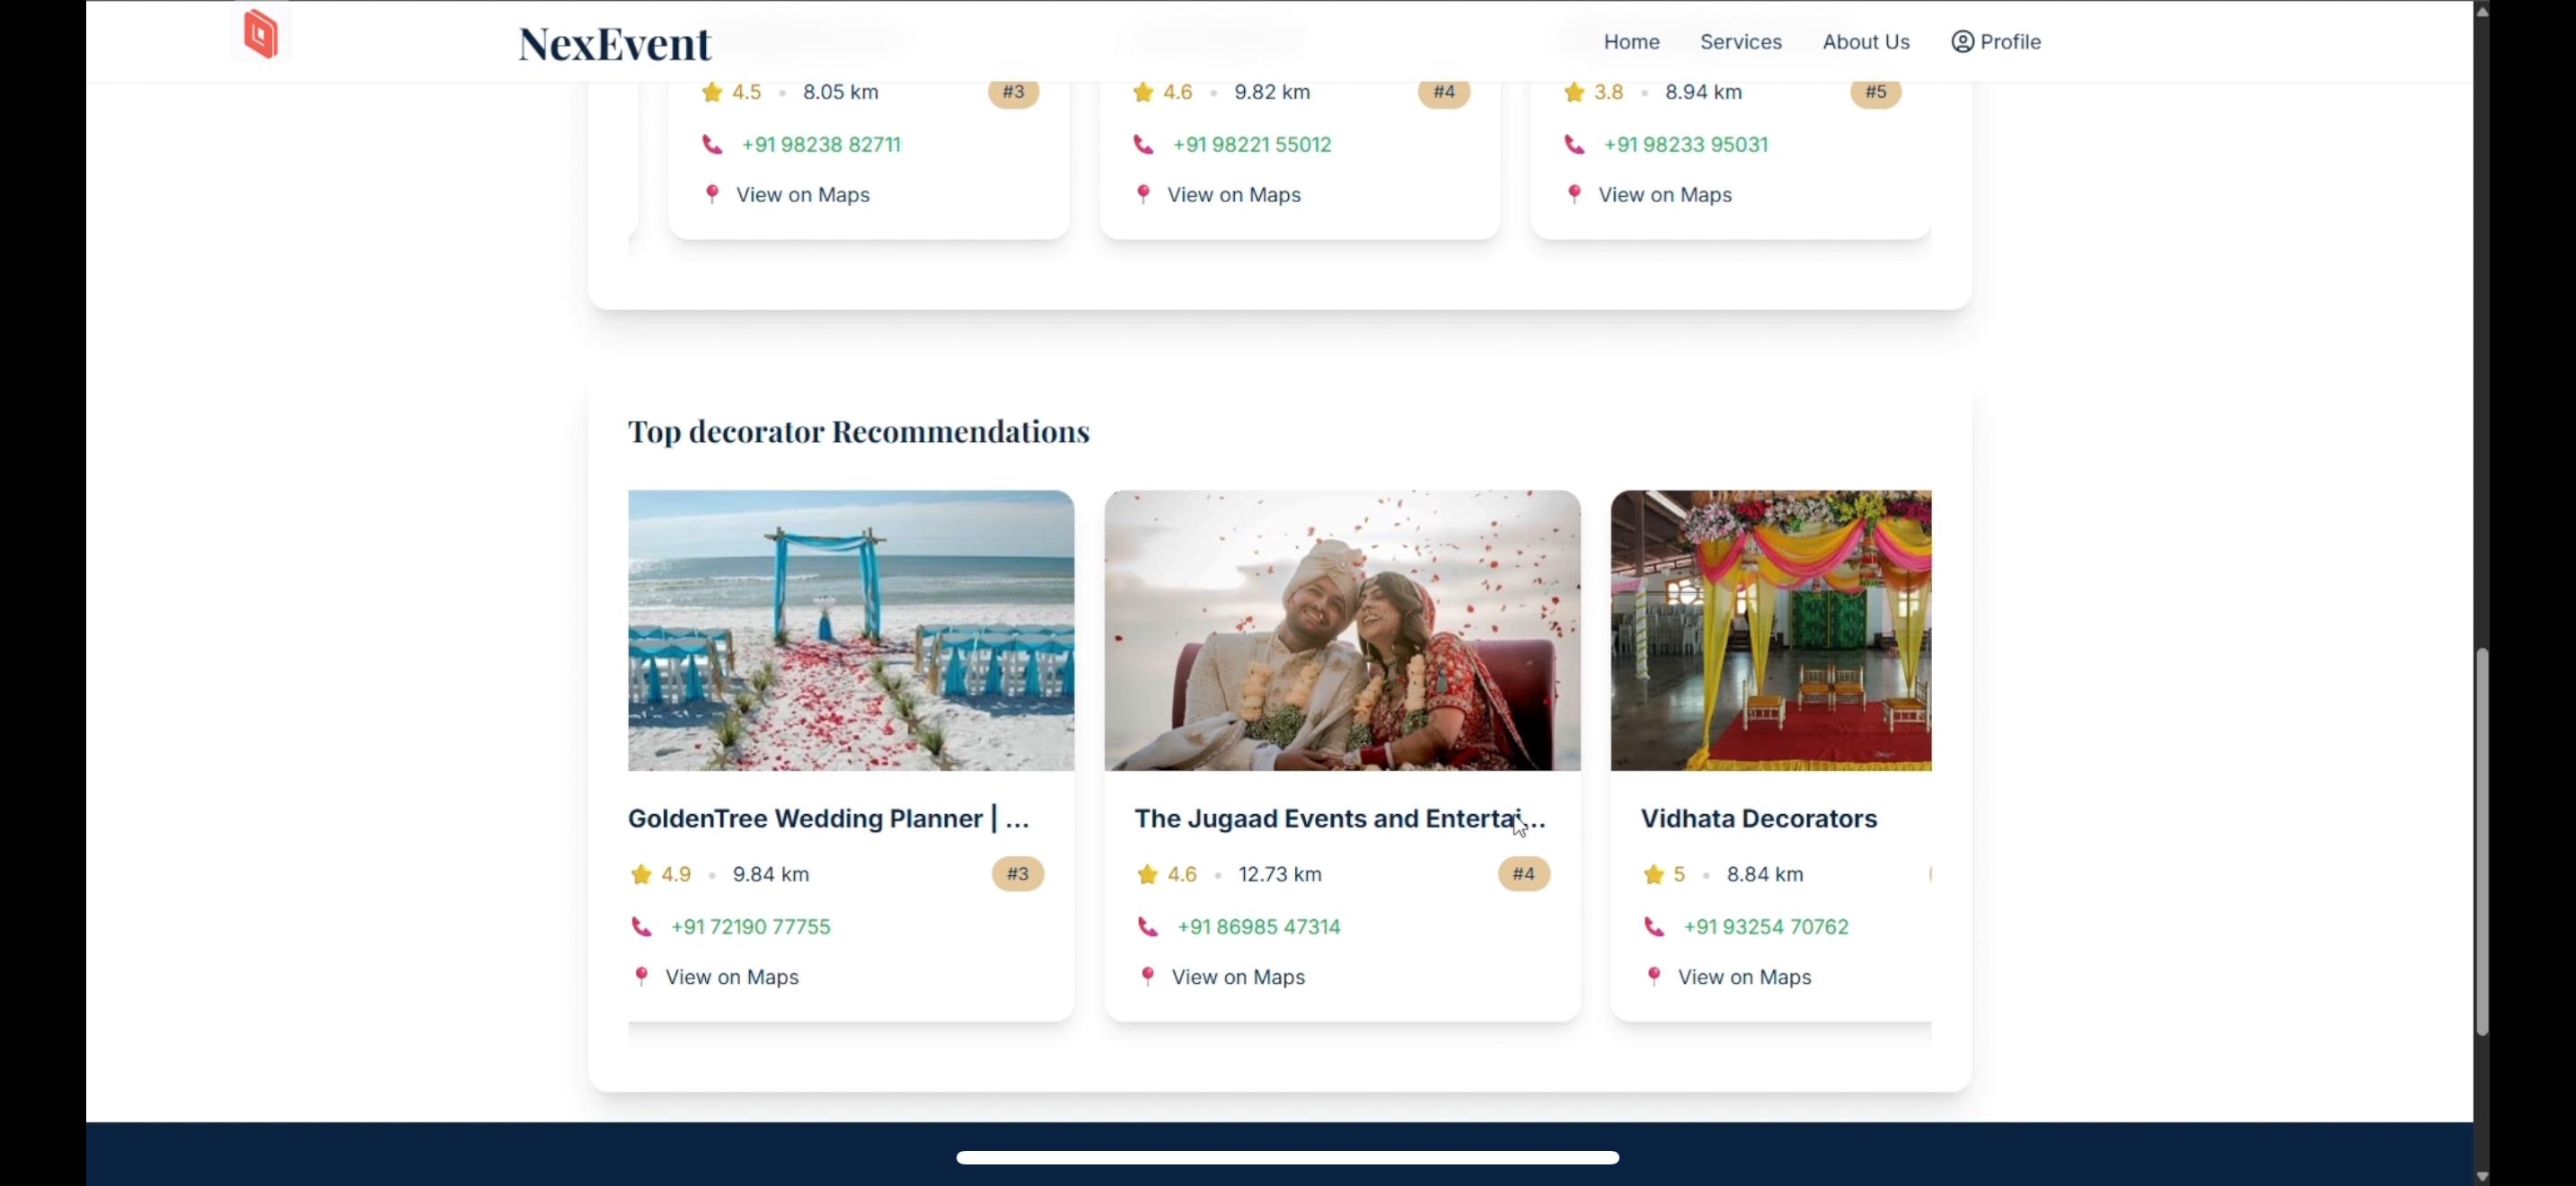 NexEvent
Home Services About Us Profile
4.5 • 8.05 km #3
4.6 • 9.82 km #4
3.8 • 8.94 km #5
+91 98238 82711
+91 98221 55012
+91 98233 95031
View on Maps
View on Maps
View on Maps
Top decorator Recommendations
GoldenTree Wedding Planner | ...
4.9 • 9.84 km #3
+91 72190 77755
View on Maps
The Jugaad Events and Entertai...
4.6 • 12.73 km #4
+91 86985 47314
View on Maps
Vidhata Decorators
5 • 8.84 km
+91 93254 70762
View on Maps